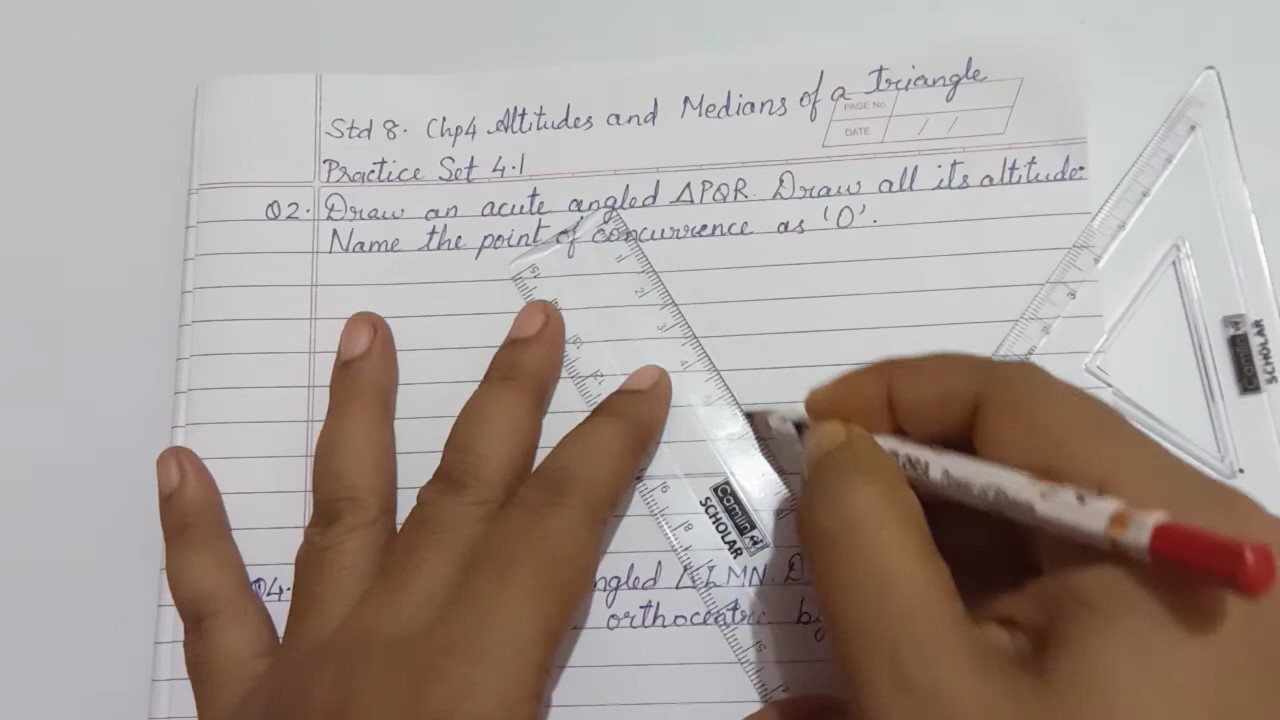 Std 8. Chp4 Altitudes and Medians of a Triangle
PAGE No.
DATE / /
Practice Set 4.1
Q2. Draw an acute angled ΔPQR. Draw all its altitudes
Name the point of concurrence as 'O'.
Q4. ngled ΔLMN. D
orthocentre by
Camlin
SCHOLAR
Camlin
SCHOLAR